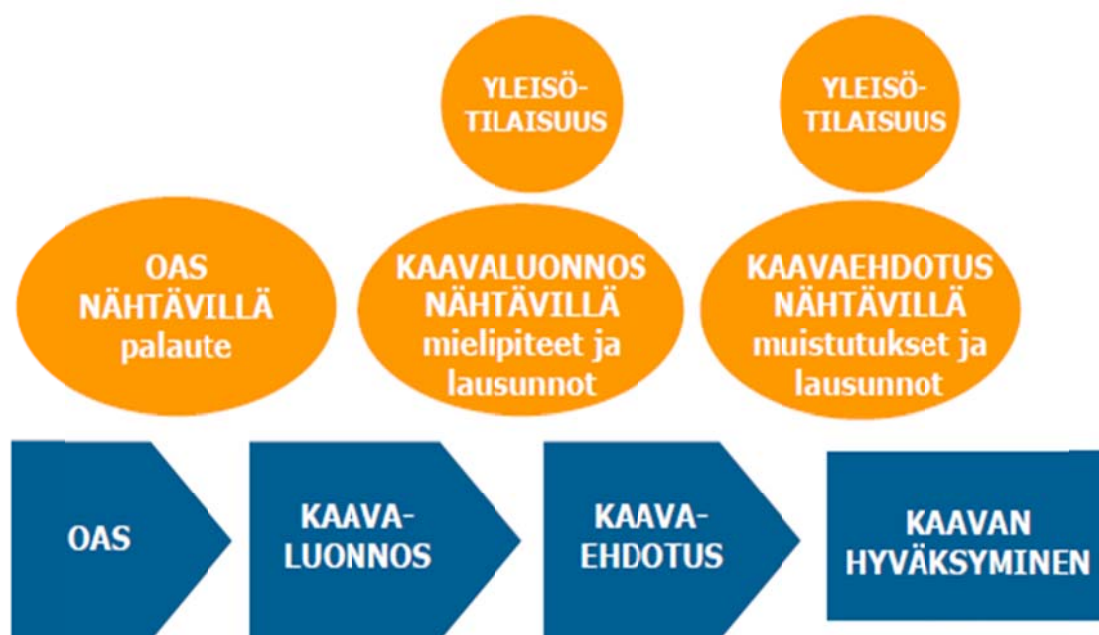 YLEISÖ-
TILAISUUS
YLEISÖ-
TILAISUUS
OAS
NÄHTÄVILLÄ
palaute
KAAVALUONNOS
NÄHTÄVILLÄ
mielipiteet ja
lausunnot
KAAVAEHDOTUS
NÄHTÄVILLÄ
muistutukset ja
lausunnot
OAS
KAAVA-
LUONNOS
KAAVA-
EHDOTUS
KAAVAN
HYVÄKSYMINEN